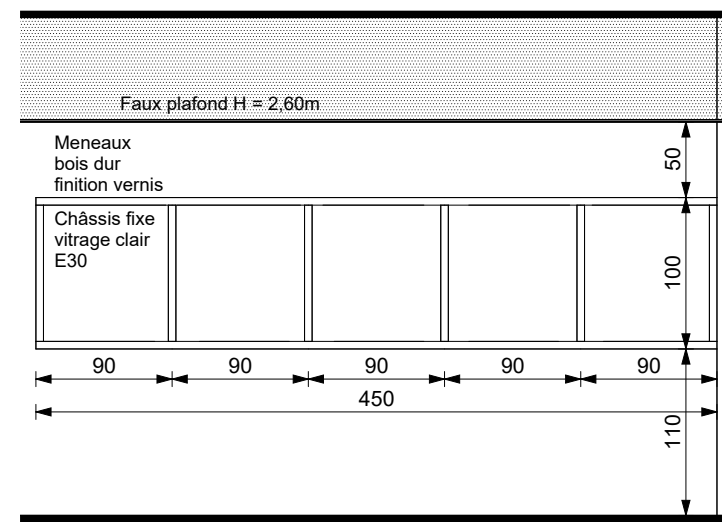 Faux plafond H = 2,60m
Meneaux
bois dur
finition vernis
50
Châssis fixe
vitrage clair
E30
100
90 90 90 90 90
450
110